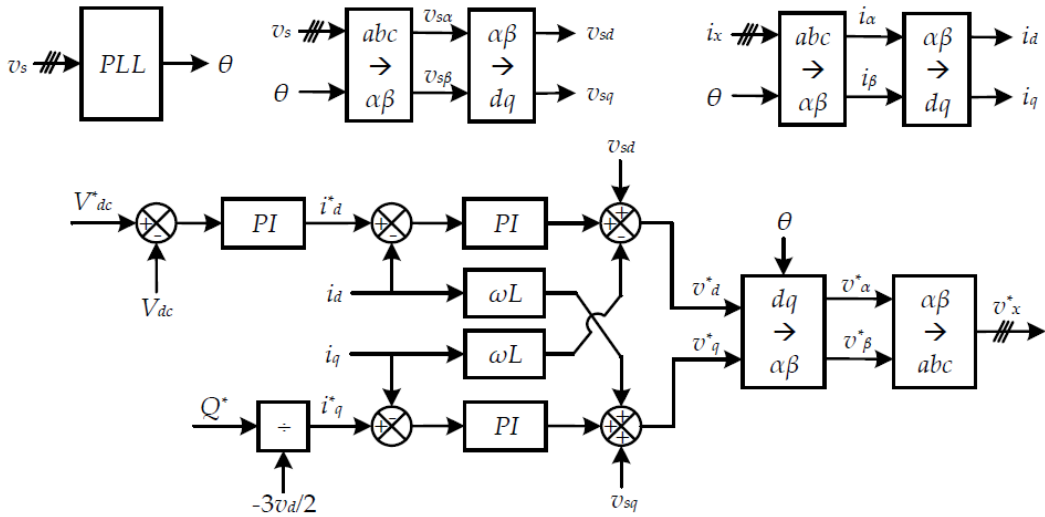 v_s PLL θ
v_s abc → αβ v_sα v_sβ αβ → dq v_sd v_sq
θ
i_x abc → αβ i_α i_β αβ → dq i_d i_q
θ
v_sd
V*_dc + - PI i*_d + - PI + + -
V_dc
θ
i_d ωL
v*_d dq → αβ v*_α v*_β αβ → abc v*_x
i_q ωL
v*_q
Q* ÷ i*_q + - PI + + +
-3v_d/2
v_sq